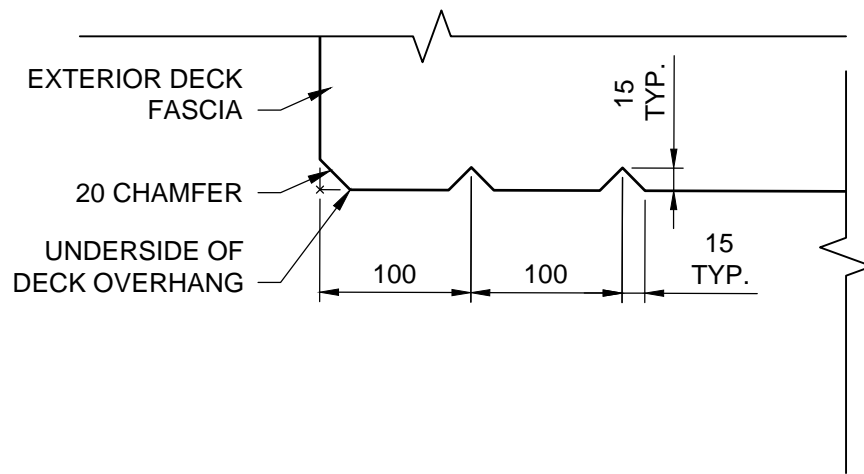 EXTERIOR DECK
FASCIA
20 CHAMFER
UNDERSIDE OF
DECK OVERHANG
100
100
15
TYP.
15
TYP.